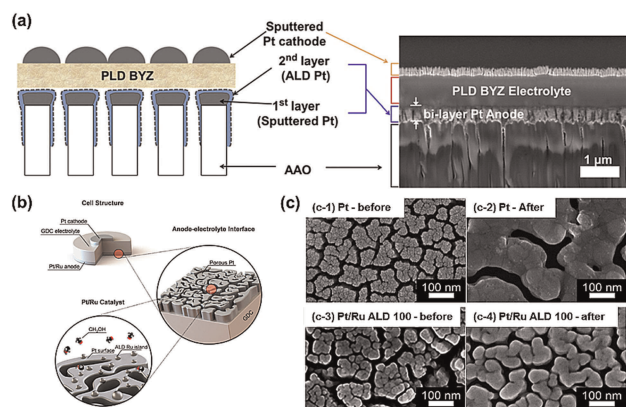 (a)
Sputtered
Pt cathode
PLD BYZ
2nd layer
(ALD Pt)
1st layer
(Sputtered Pt)
AAO
PLD BYZ Electrolyte
bi-layer Pt Anode
1 µm
(b)
Cell Structure
Pt cathode
GDC electrolyte
Pt/Ru anode
Anode-electrolyte Interface
Porous Pt
GDC
Pt/Ru Catalyst
CH3OH
Pt surface
ALD Ru island
(c)
(c-1) Pt - before
100 nm
(c-2) Pt - After
100 nm
(c-3) Pt/Ru ALD 100 - before
100 nm
(c-4) Pt/Ru ALD 100 - after
100 nm